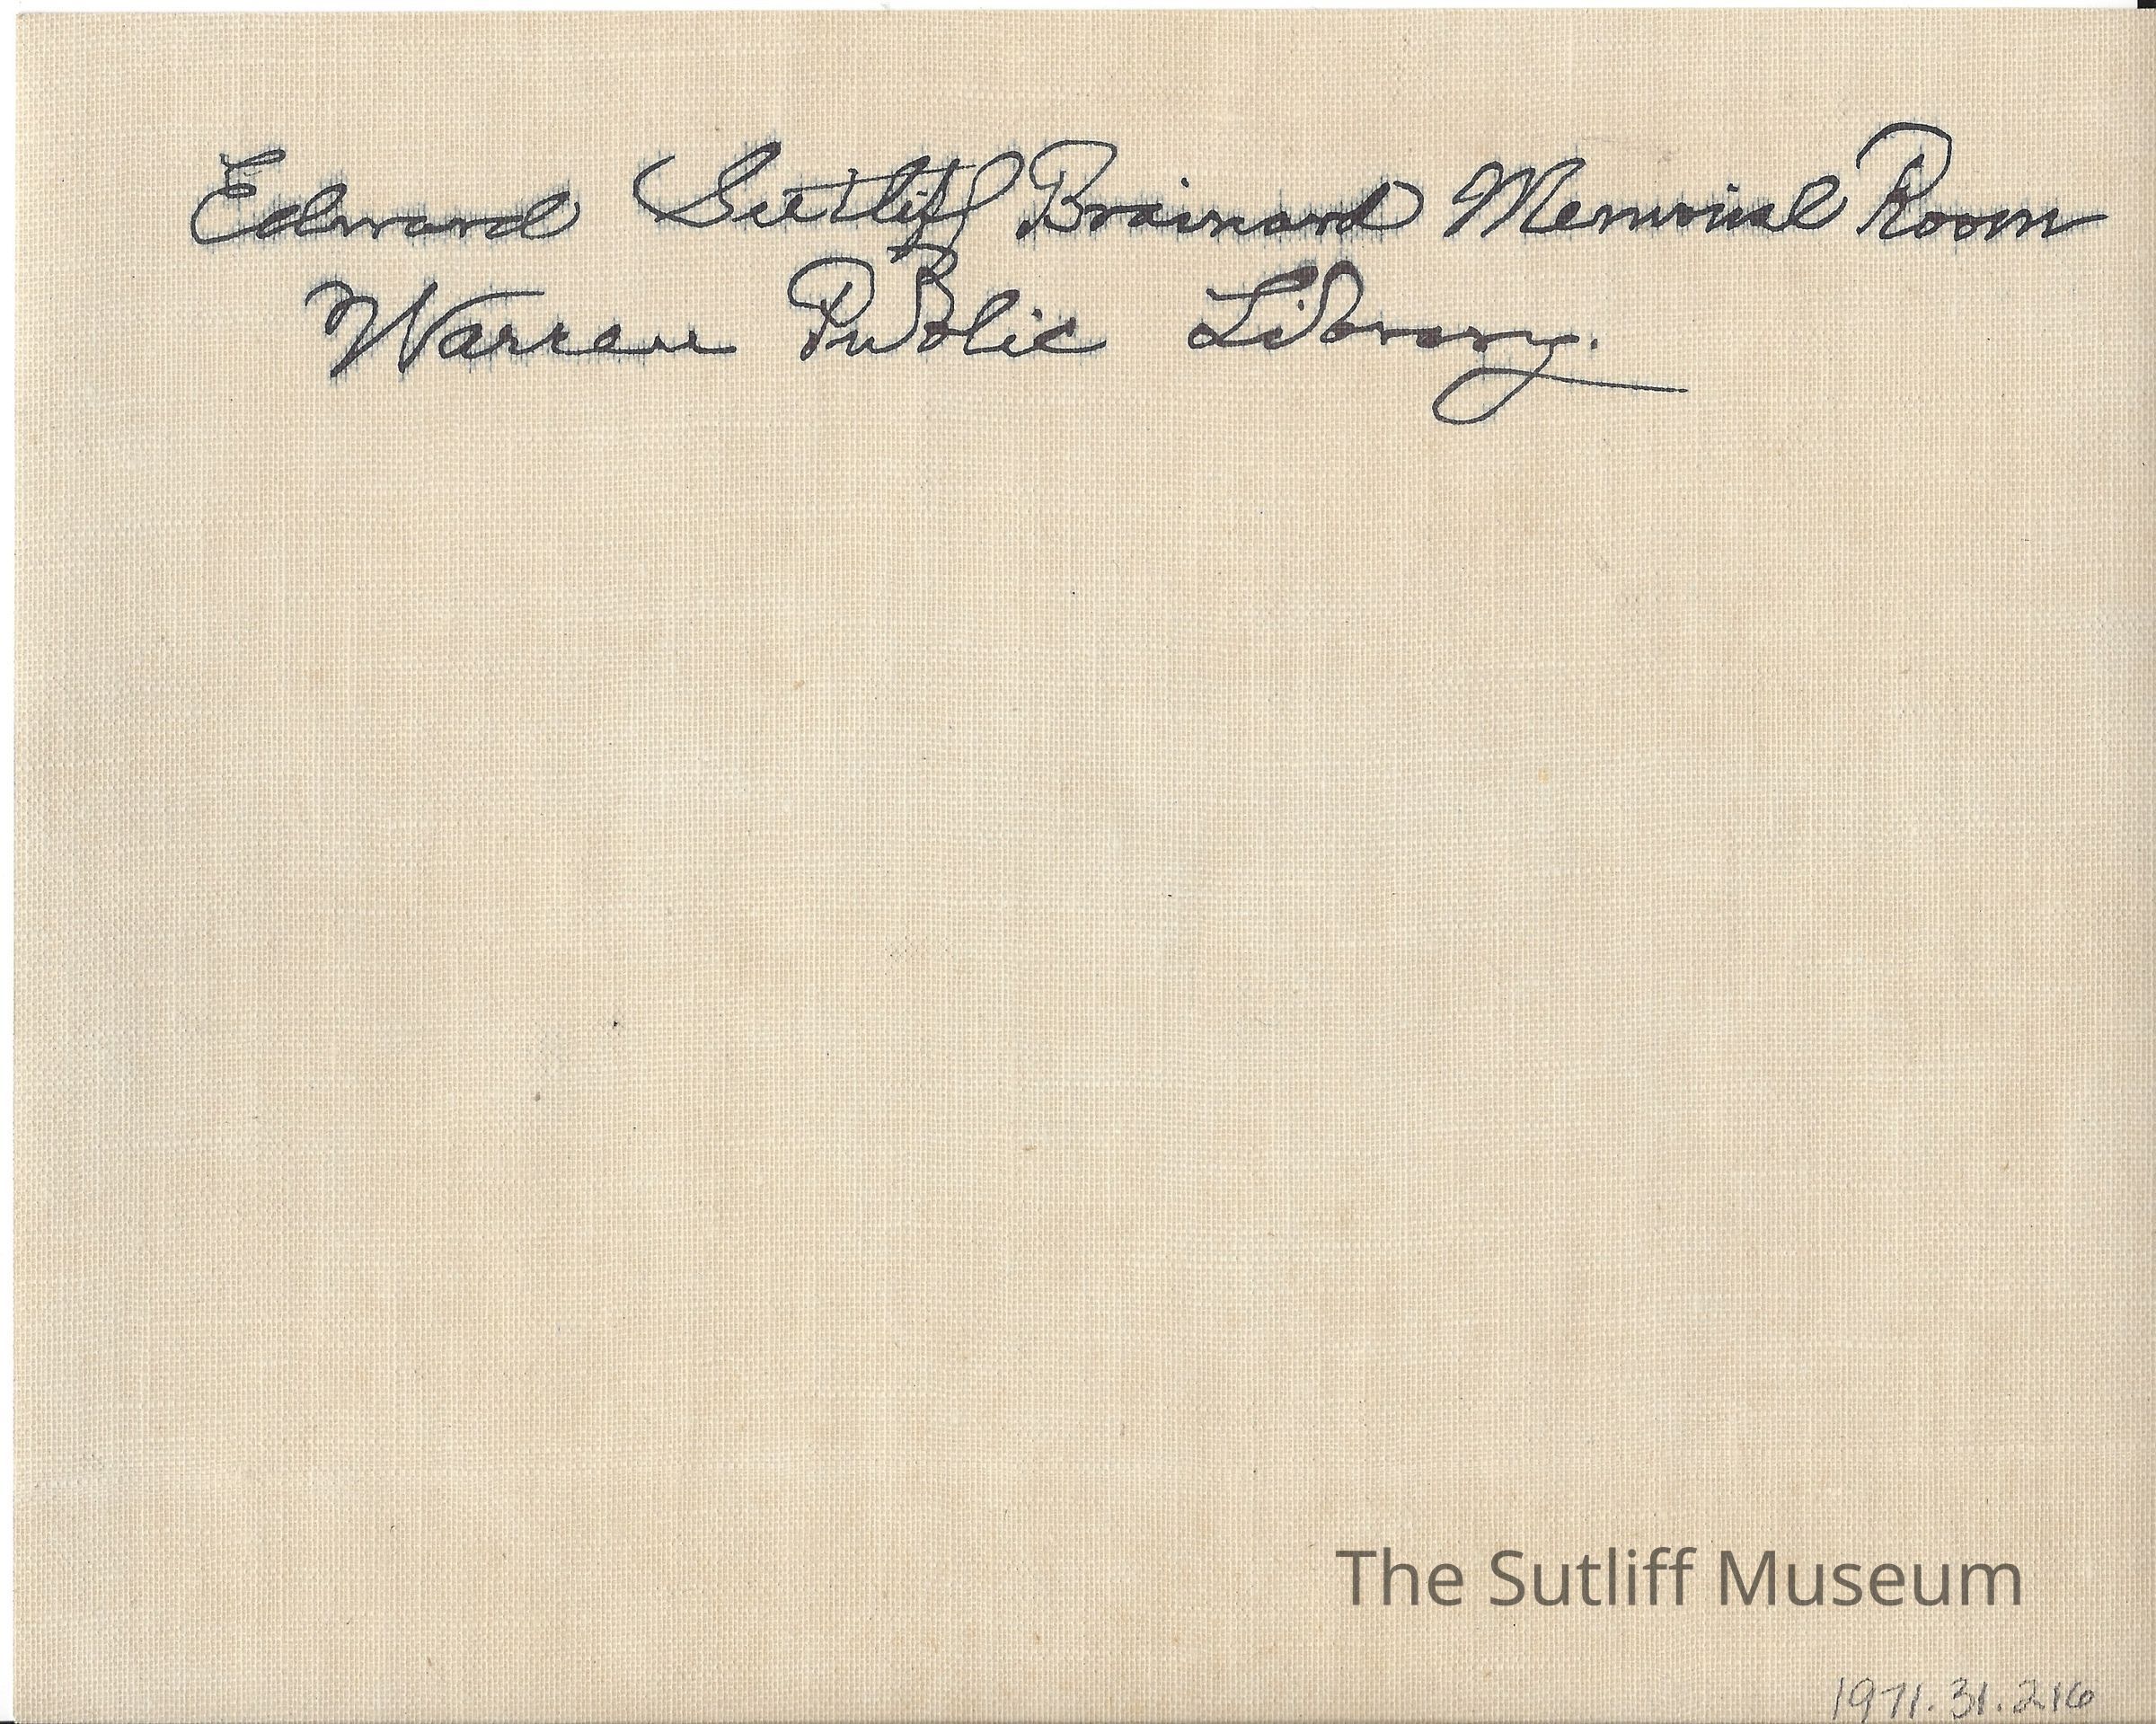 Edward Sutliff Brainard Memorial Room
Warren Public Library.
The Sutliff Museum
1971.31.216